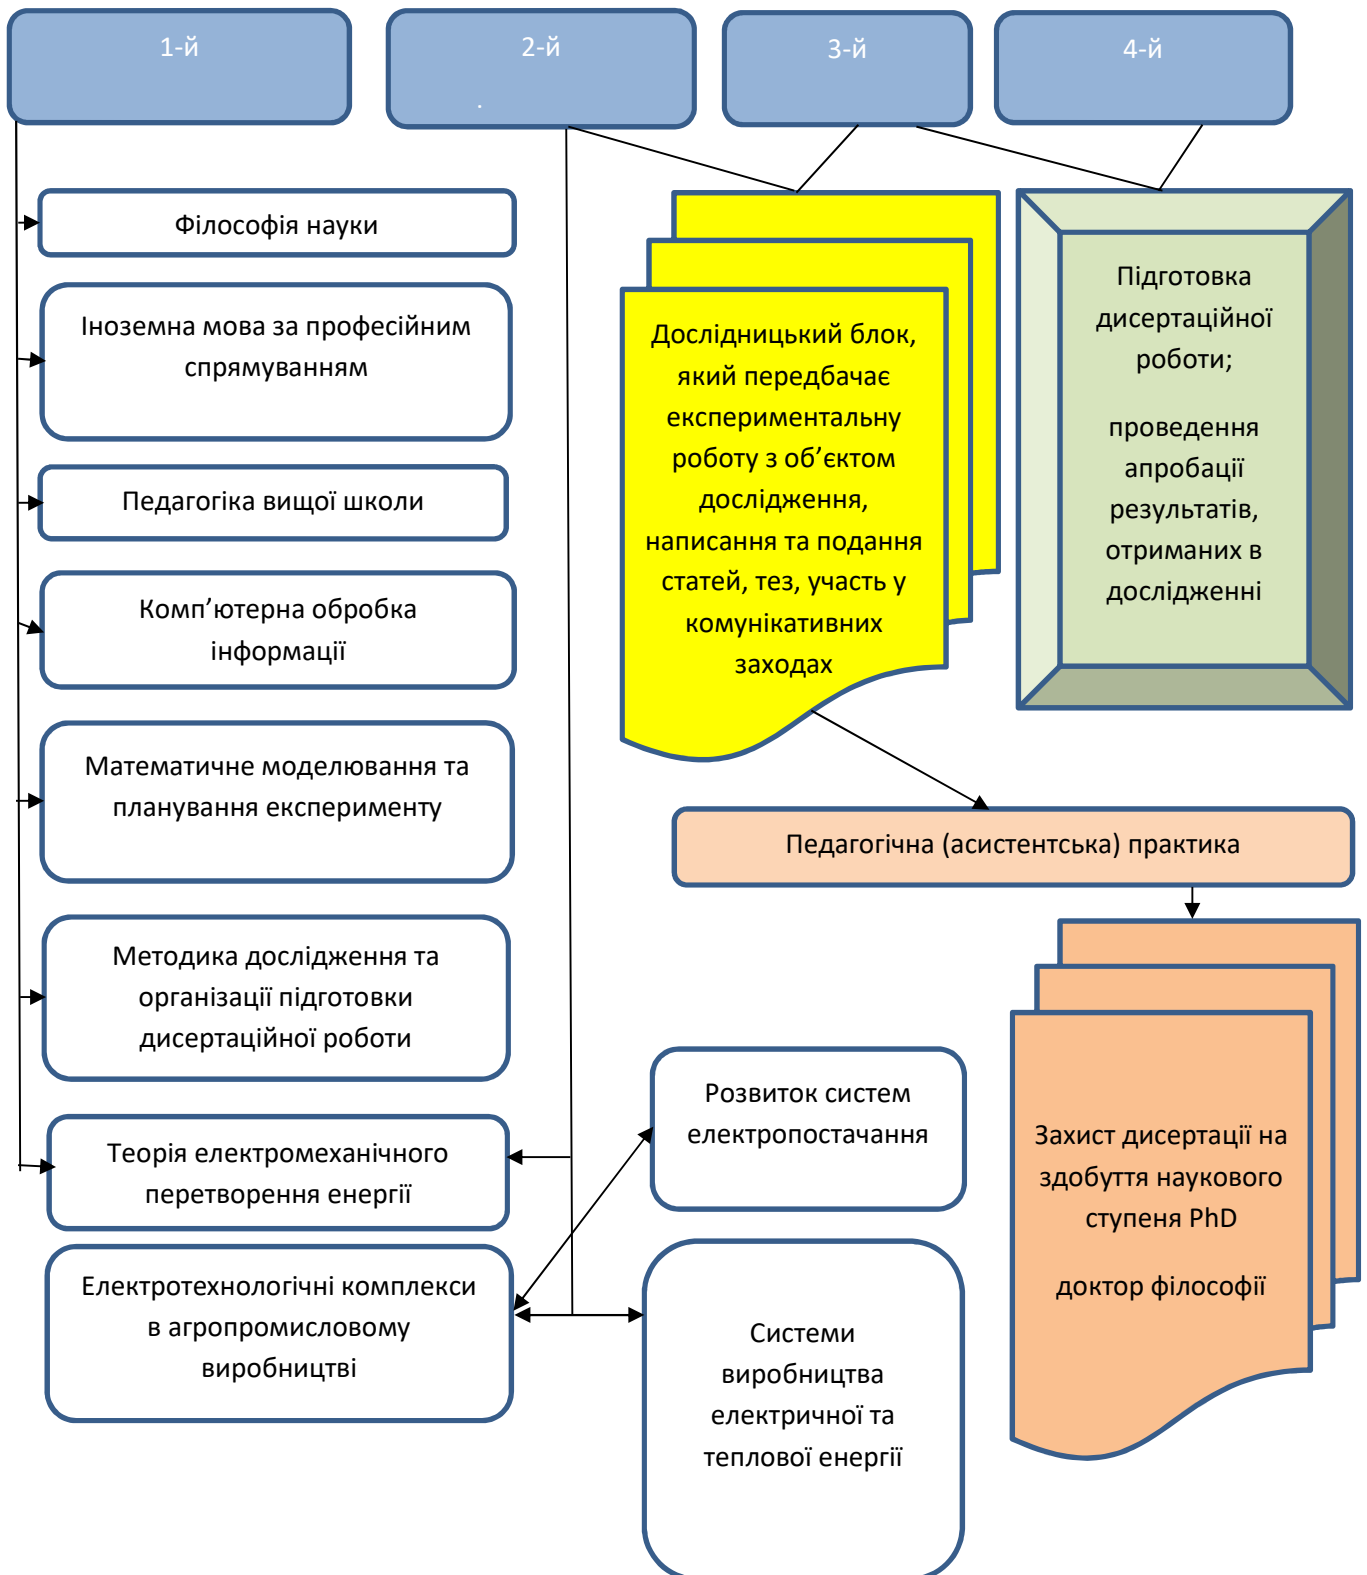 1-й
2-й
.
3-й
4-й
Філософія науки
Іноземна мова за професійним
спрямуванням
Педагогіка вищої школи
Комп’ютерна обробка
інформації
Математичне моделювання та
планування експерименту
Методика дослідження та
організації підготовки
дисертаційної роботи
Теорія електромеханічного
перетворення енергії
Електротехнологічні комплекси
в агропромисловому
виробництві
Дослідницький блок,
який передбачає
експериментальну
роботу з об’єктом
дослідження,
написання та подання
статей, тез, участь у
комунікативних
заходах
Підготовка
дисертаційної
роботи;
проведення
апробації
результатів,
отриманих в
дослідженні
Педагогічна (асистентська) практика
Розвиток систем
електропостачання
Системи
виробництва
електричної та
теплової енергії
Захист дисертації на
здобуття наукового
ступеня PhD
доктор філософії